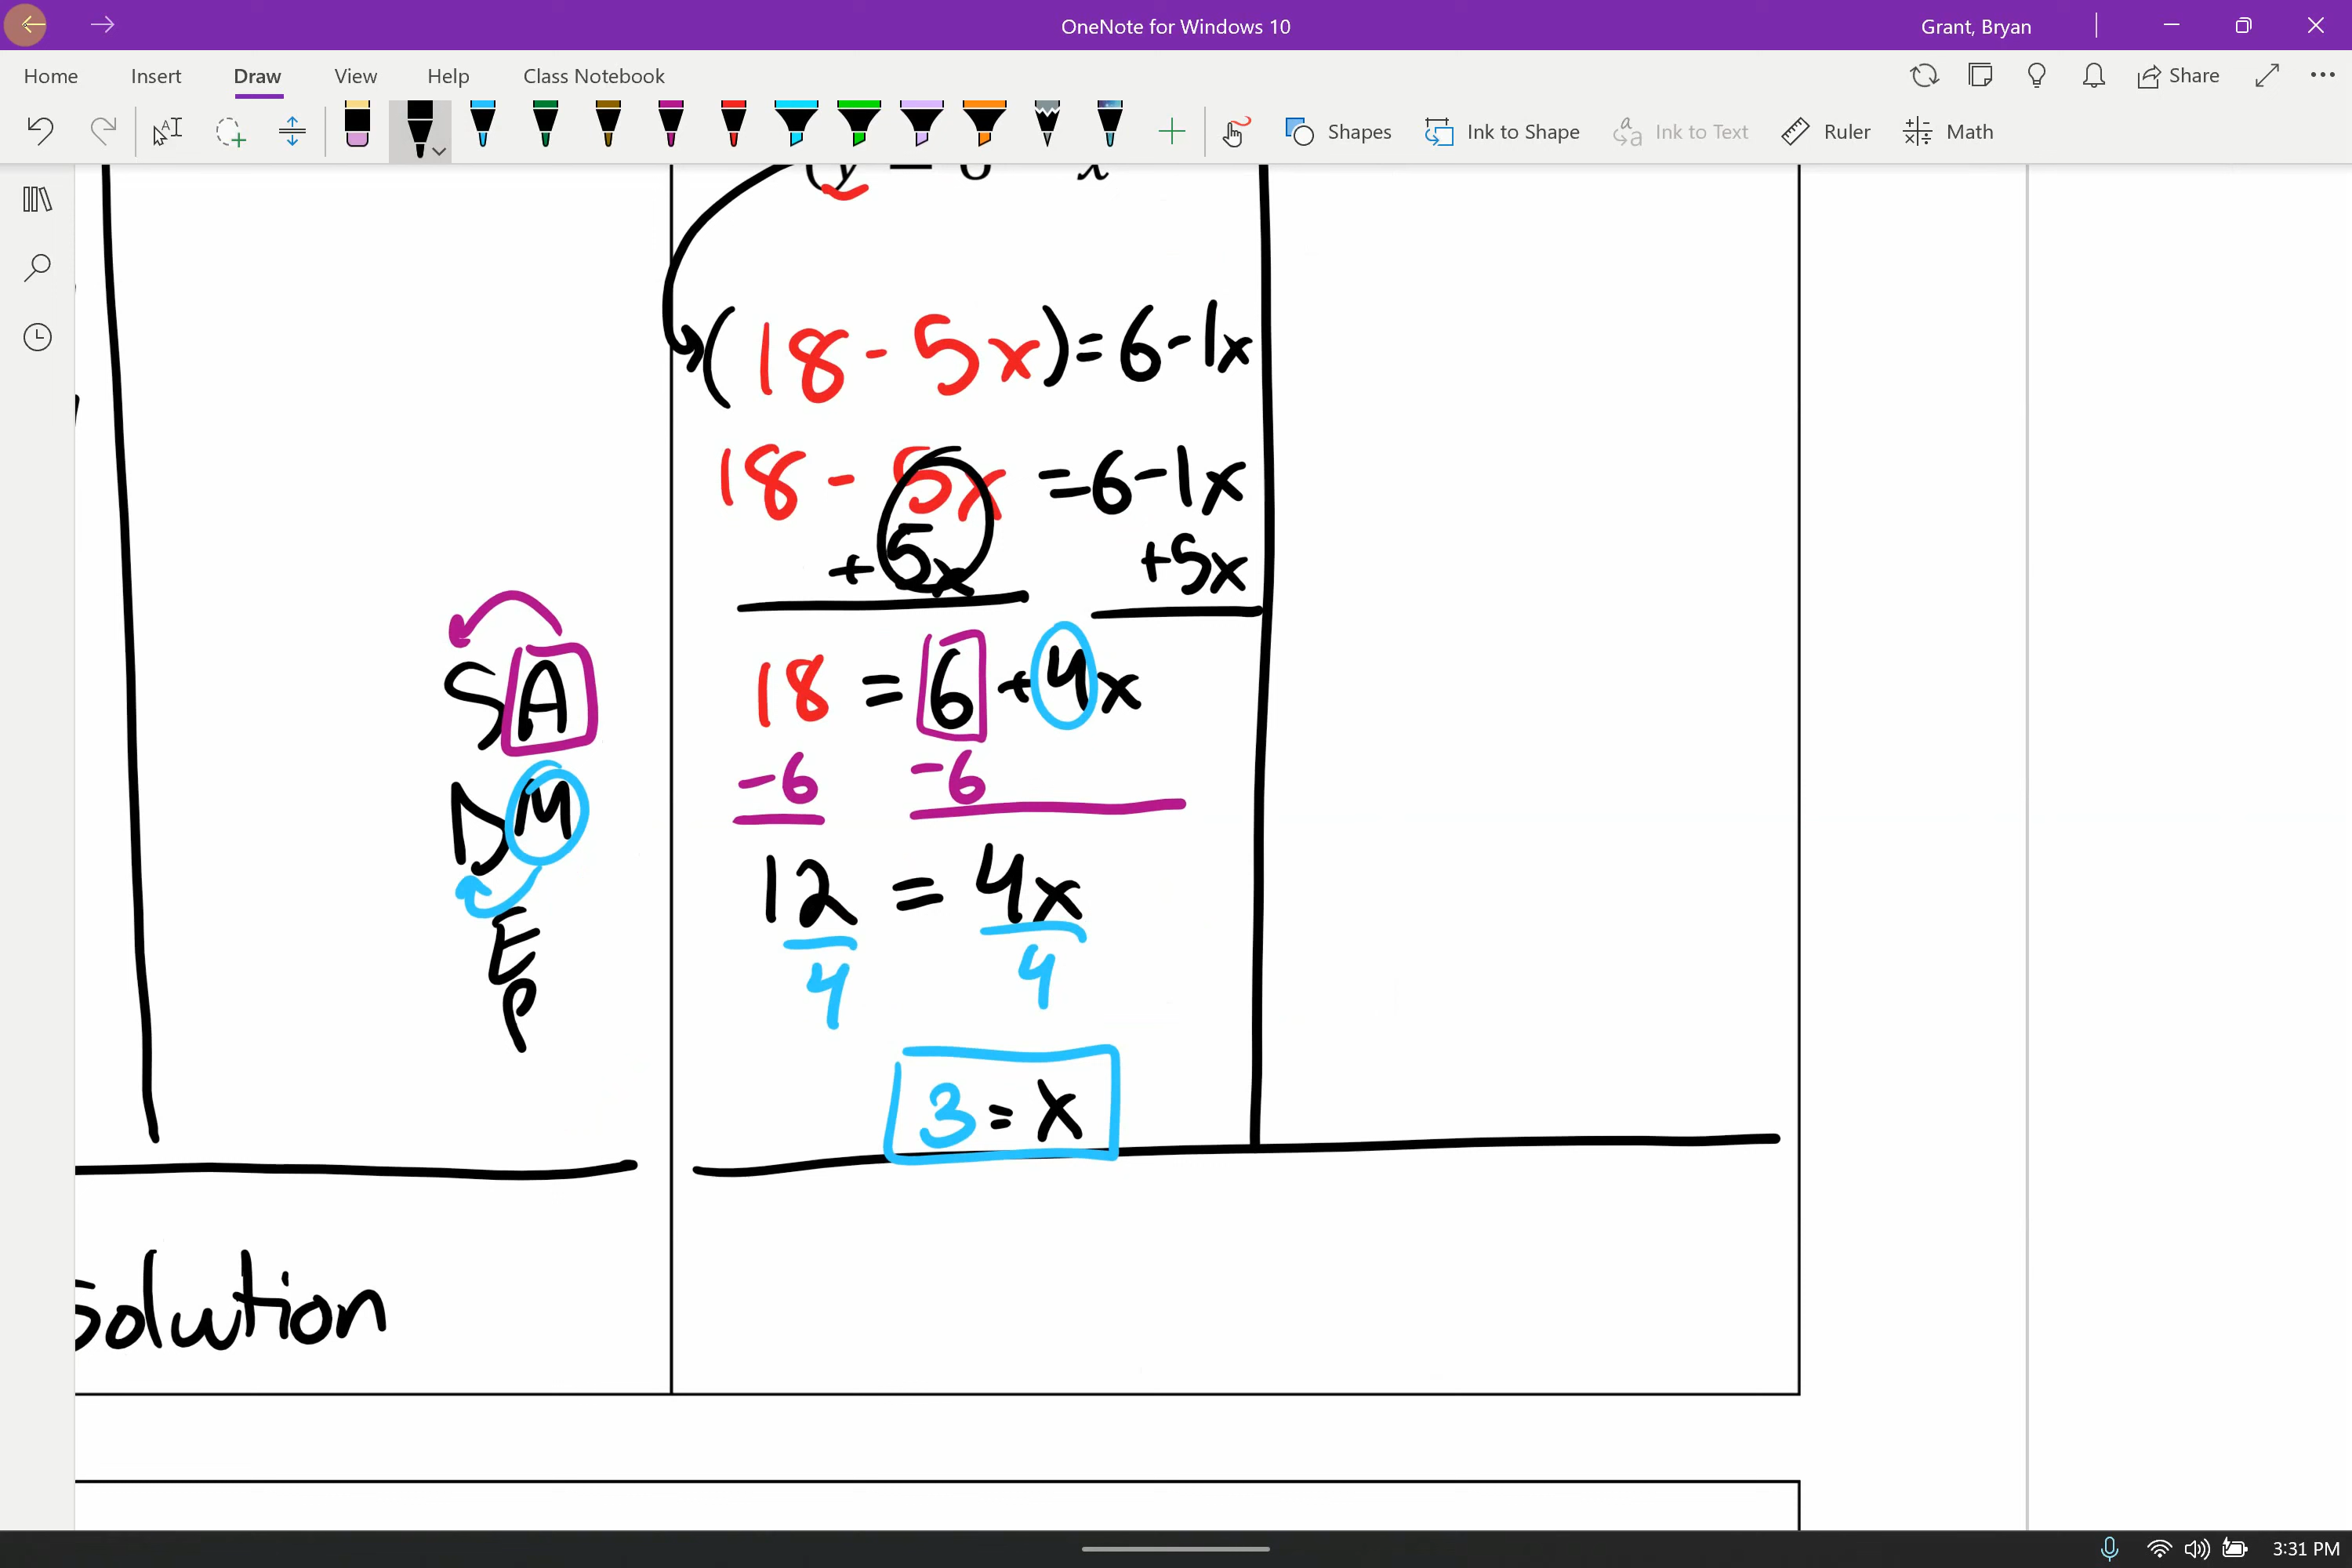 OneNote for Windows 10
Grant, Bryan
Home Insert Draw View Help Class Notebook
Share
Shapes Ink to Shape Ink to Text Ruler Math
(18 - 5x) = 6 - 1x
18 - 5x = 6 - 1x
+ 5x +5x
SA
18 = 6 + 4x
-6 -6
DM
12 = 4x
4 4
E
P
3 = x
Solution
3:31 PM